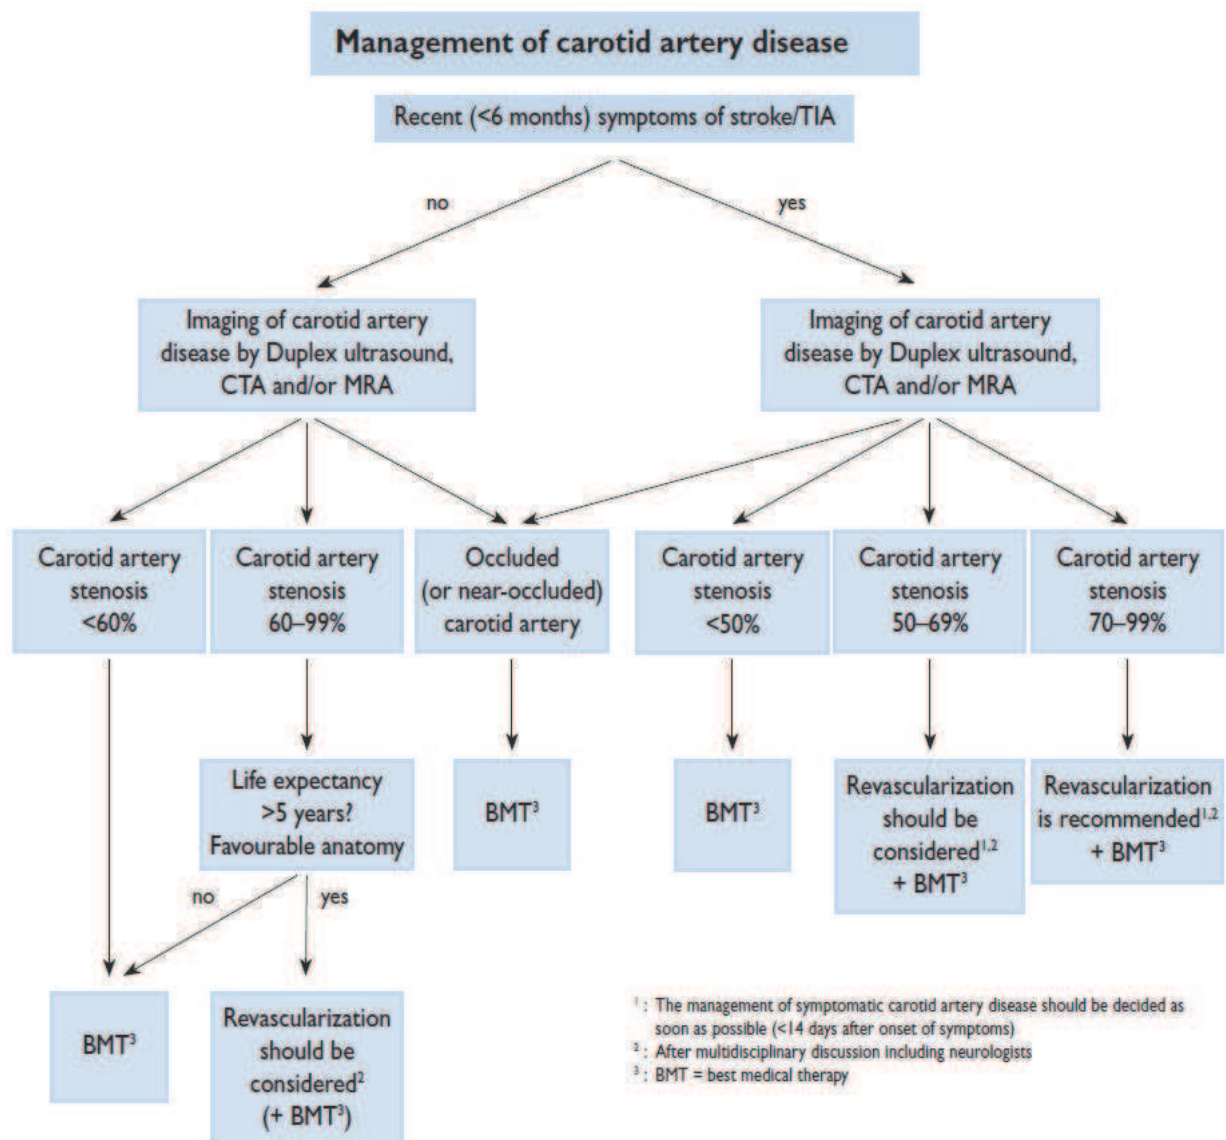 Management of carotid artery disease
Recent (<6 months) symptoms of stroke/TIA
no
yes
Imaging of carotid artery
disease by Duplex ultrasound,
CTA and/or MRA
Imaging of carotid artery
disease by Duplex ultrasound,
CTA and/or MRA
Carotid artery
stenosis
<60%
Carotid artery
stenosis
60–99%
Occluded
(or near-occluded)
carotid artery
Carotid artery
stenosis
<50%
Carotid artery
stenosis
50–69%
Carotid artery
stenosis
70–99%
Life expectancy
>5 years?
Favourable anatomy
BMT³
BMT³
Revascularization
should be
considered¹,²
+ BMT³
Revascularization
is recommended¹,²
+ BMT³
no
yes
BMT³
Revascularization
should be
considered²
(+ BMT³)
¹ : The management of symptomatic carotid artery disease should be decided as
soon as possible (<14 days after onset of symptoms)
² : After multidisciplinary discussion including neurologists
³ : BMT = best medical therapy